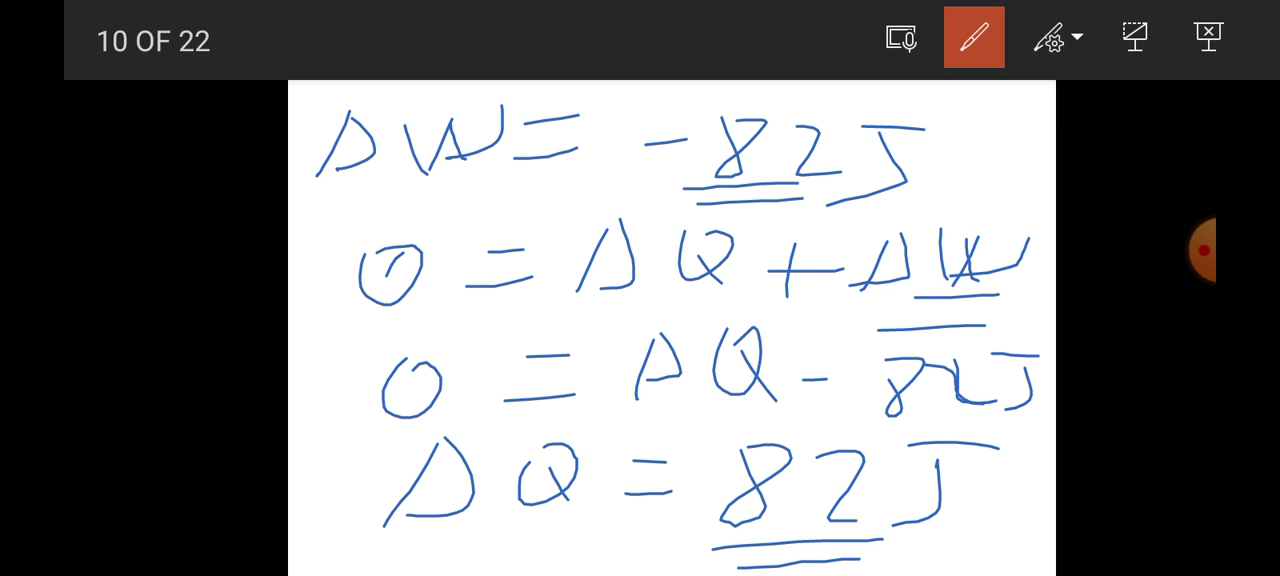 10 OF 22
ΔW = -82J
0 = ΔQ + ΔW
0 = ΔQ - 82J
ΔQ = 82J